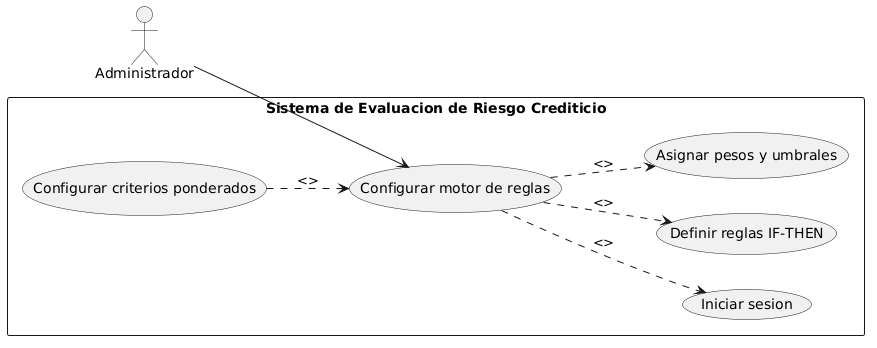 Administrador
Sistema de Evaluacion de Riesgo Crediticio
Asignar pesos y umbrales
<>
Configurar criterios ponderados
<>
Configurar motor de reglas
<>
Definir reglas IF-THEN
<>
Iniciar sesion